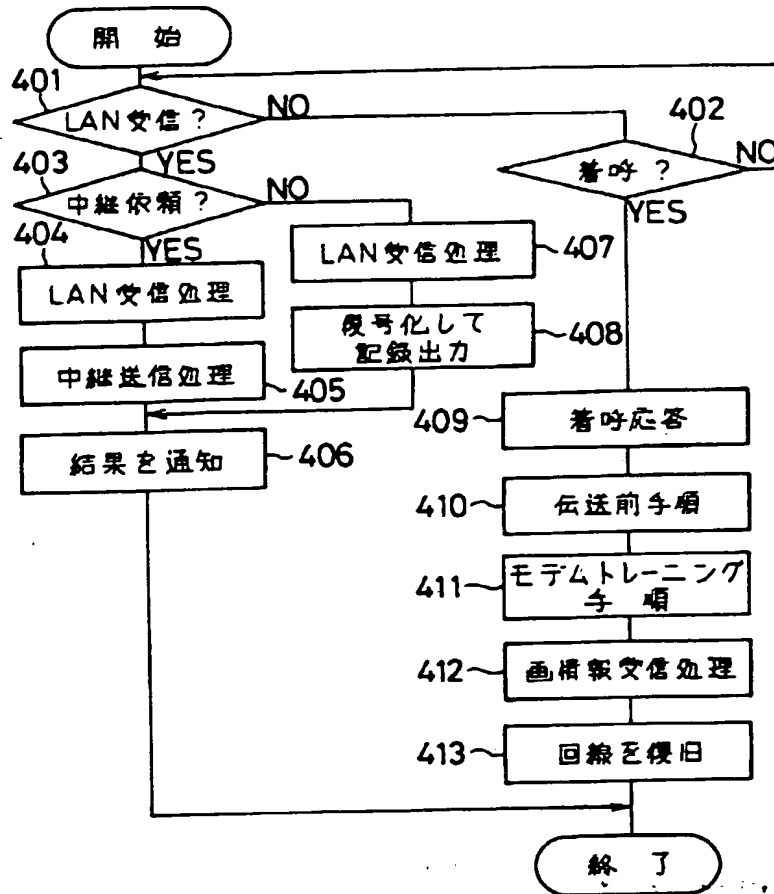 開 始
401
LAN受信?
NO
YES
402
着呼?
NO
YES
403
中継依頼?
NO
YES
404
LAN受信処理
LAN受信処理
407
復号化して
記録出力
408
中継送信処理
405
結果を通知
406
409
着呼応答
410
伝送前手順
411
モデムトレーニング
手 順
412
画情報受信処理
413
回線を復旧
終 了